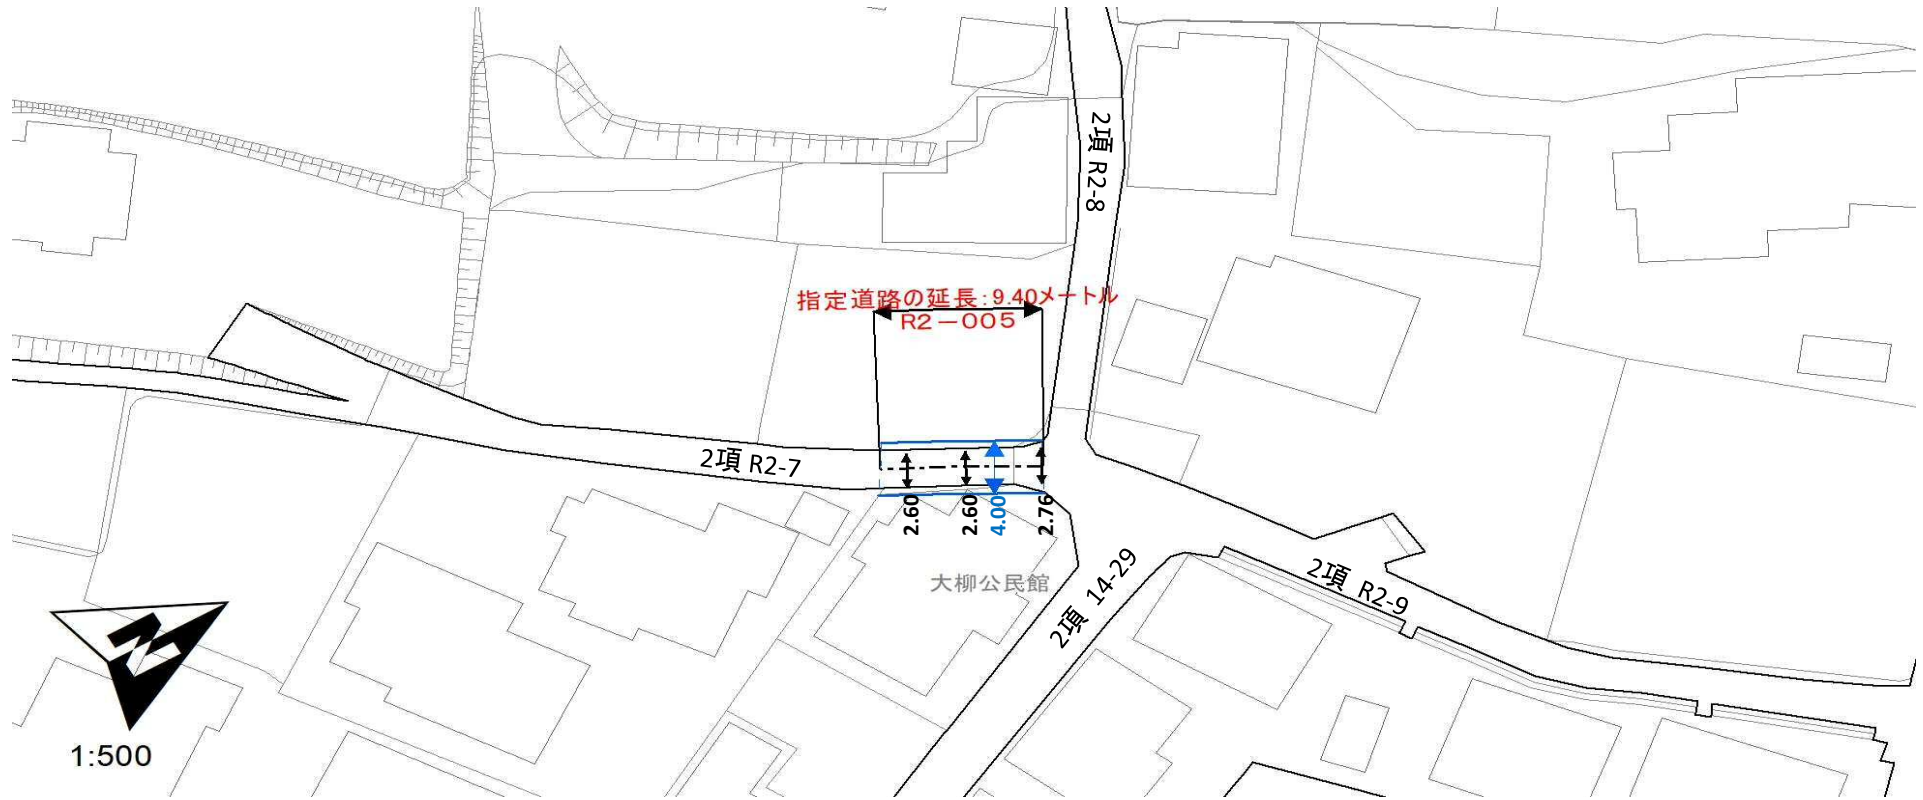 2項 R2-8
指定道路の延長:9.40メートル
R2－005
2項 R2-7
2.60
2.60
4.00
2.76
大柳公民館
2項 14-29
2項 R2-9
N
1:500